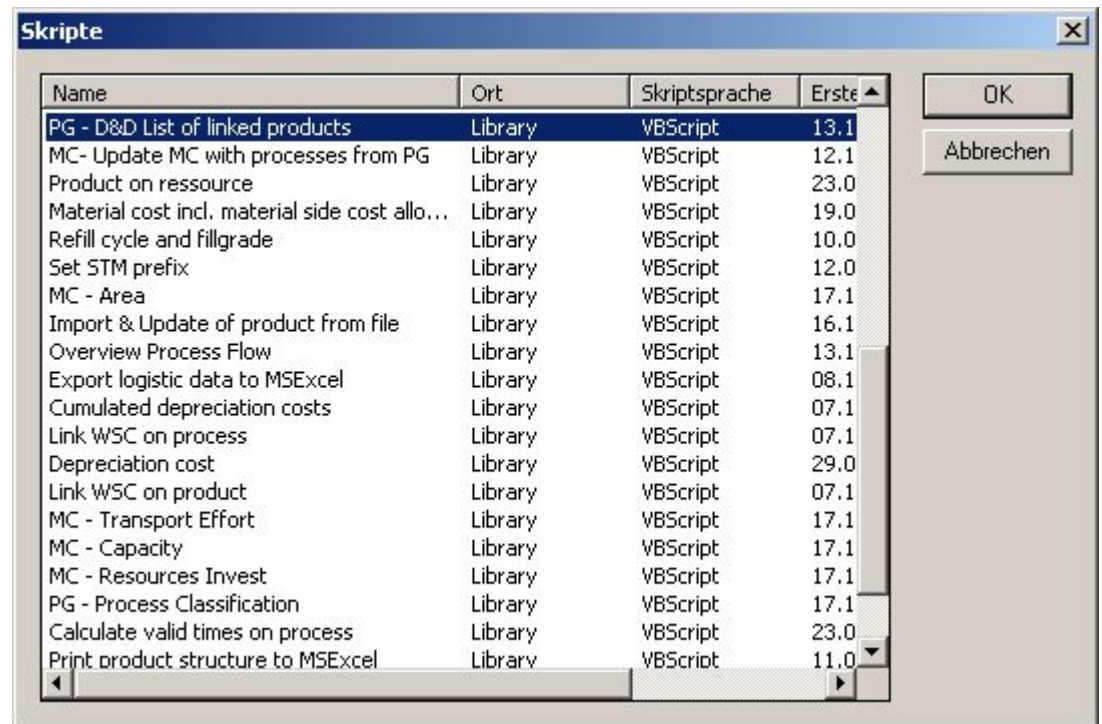 Skripte
Name Ort Skriptsprache Erste
PG - D&D List of linked products Library VBScript 13.1
MC- Update MC with processes from PG Library VBScript 12.1
Product on ressource Library VBScript 23.0
Material cost incl. material side cost allo... Library VBScript 19.0
Refill cycle and fillgrade Library VBScript 10.0
Set STM prefix Library VBScript 12.0
MC - Area Library VBScript 17.1
Import & Update of product from file Library VBScript 16.1
Overview Process Flow Library VBScript 13.1
Export logistic data to MSExcel Library VBScript 08.1
Cumulated depreciation costs Library VBScript 07.1
Link WSC on process Library VBScript 07.1
Depreciation cost Library VBScript 29.0
Link WSC on product Library VBScript 07.1
MC - Transport Effort Library VBScript 17.1
MC - Capacity Library VBScript 17.1
MC - Resources Invest Library VBScript 17.1
PG - Process Classification Library VBScript 17.1
Calculate valid times on process Library VBScript 23.0
Print product structure to MSExcel Library VBScript 11.0
OK
Abbrechen